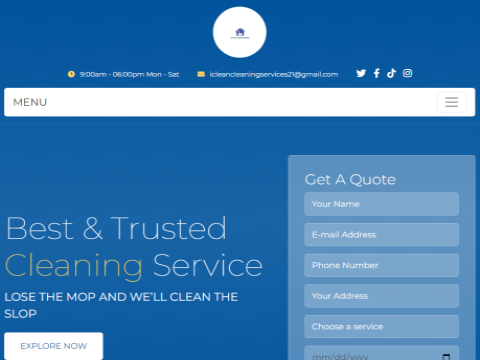 9:00am - 06:00pm Mon - Sat
icleancleaningservices21@gmail.com
MENU
Get A Quote
Your Name
E-mail Address
Phone Number
Your Address
Choose a service
mm/dd/yyyy
Best & Trusted
Cleaning Service
LOSE THE MOP AND WE'LL CLEAN THE
SLOP
EXPLORE NOW